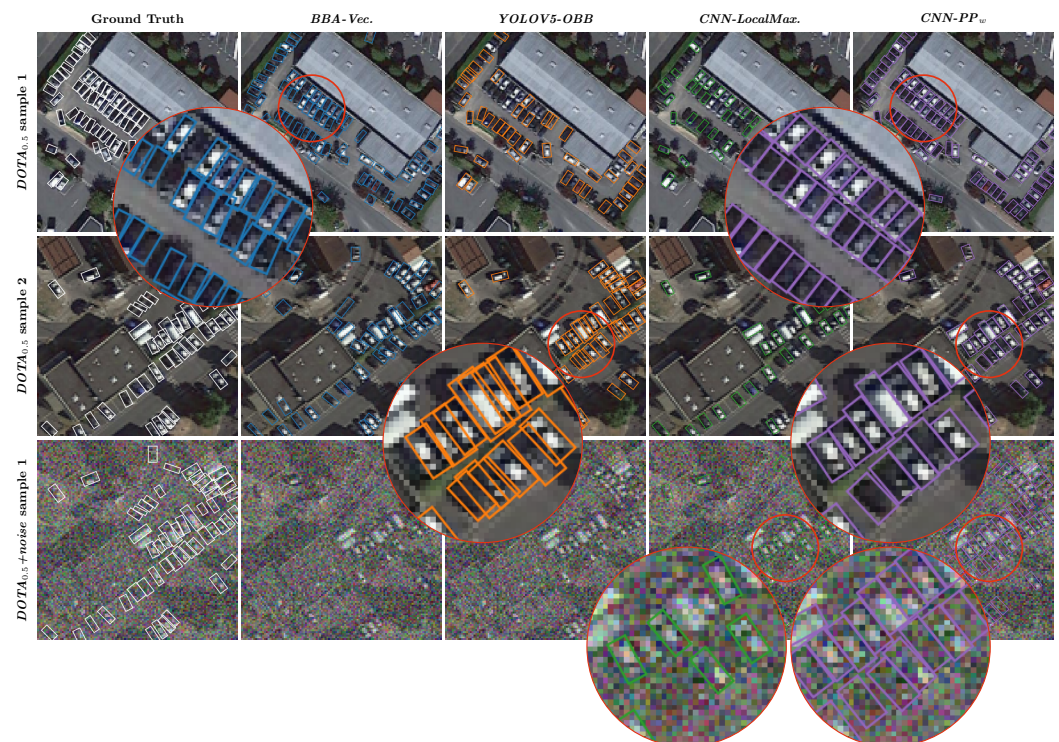 Ground Truth BBA-Vec. YOLOV5-OBB CNN-LocalMax. CNN-PPw
DOTA0.5 sample 1
DOTA0.5 sample 2
DOTA0.5+noise sample 1